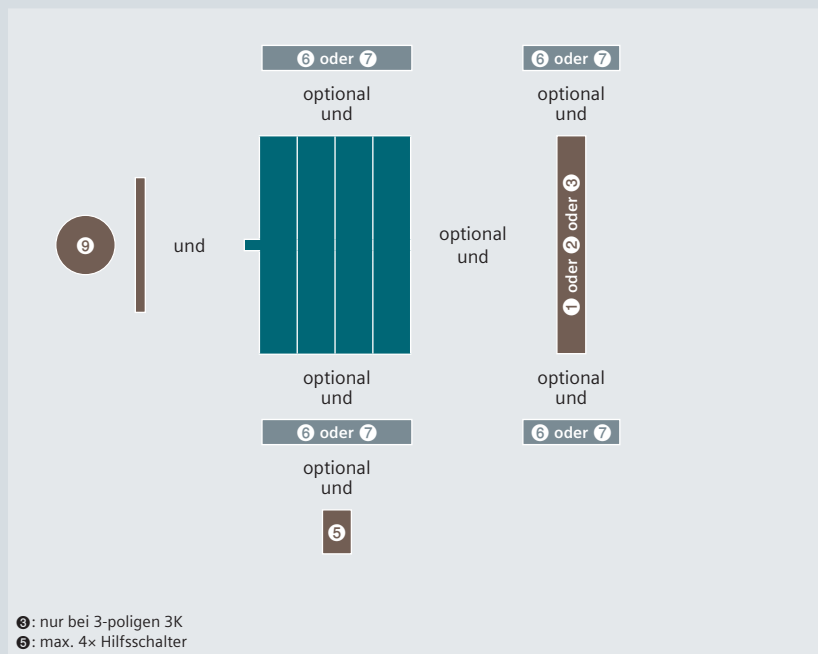 ❻ oder ❼
❻ oder ❼
optional
und
optional
und
❾
und
optional
und
❶ oder ❷ oder ❸
optional
und
optional
und
❻ oder ❼
❻ oder ❼
optional
und
❺
❸: nur bei 3-poligen 3K
❺: max. 4× Hilfsschalter